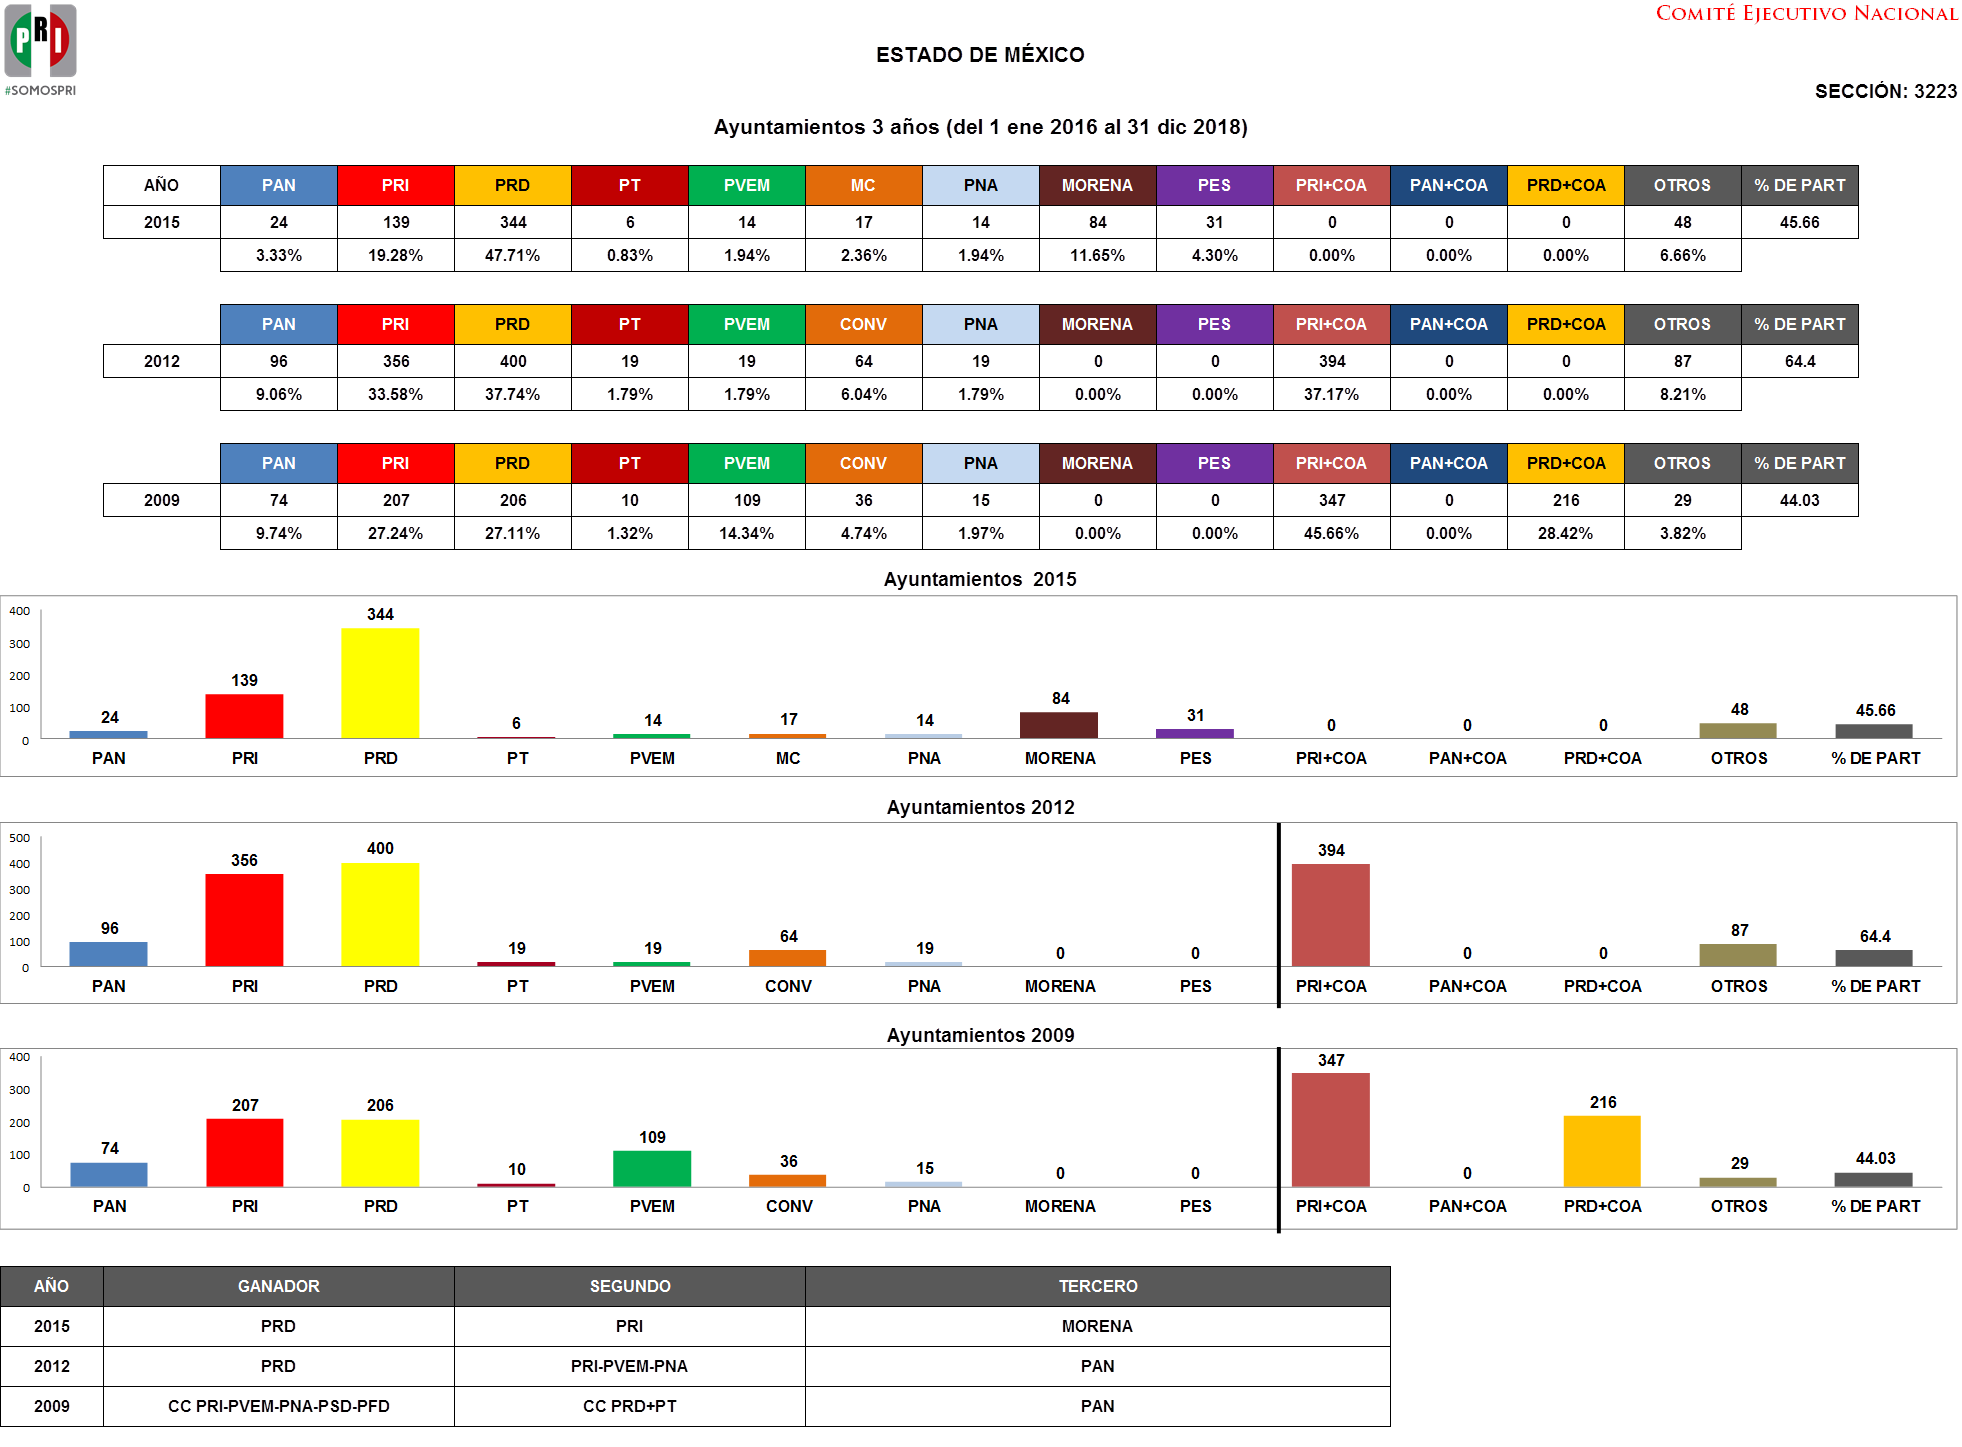 PRI
#SOMOSPRI
COMITÉ EJECUTIVO NACIONAL
ESTADO DE MÉXICO
SECCIÓN: 3223
Ayuntamientos 3 años (del 1 ene 2016 al 31 dic 2018)
AÑO PAN PRI PRD PT PVEM MC PNA MORENA PES PRI+COA PAN+COA PRD+COA OTROS % DE PART
2015 24 139 344 6 14 17 14 84 31 0 0 0 48 45.66
3.33% 19.28% 47.71% 0.83% 1.94% 2.36% 1.94% 11.65% 4.30% 0.00% 0.00% 0.00% 6.66%
PAN PRI PRD PT PVEM CONV PNA MORENA PES PRI+COA PAN+COA PRD+COA OTROS % DE PART
2012 96 356 400 19 19 64 19 0 0 394 0 0 87 64.4
9.06% 33.58% 37.74% 1.79% 1.79% 6.04% 1.79% 0.00% 0.00% 37.17% 0.00% 0.00% 8.21%
PAN PRI PRD PT PVEM CONV PNA MORENA PES PRI+COA PAN+COA PRD+COA OTROS % DE PART
2009 74 207 206 10 109 36 15 0 0 347 0 216 29 44.03
9.74% 27.24% 27.11% 1.32% 14.34% 4.74% 1.97% 0.00% 0.00% 45.66% 0.00% 28.42% 3.82%
Ayuntamientos 2015
400
300
200
100
0
24 139 344 6 14 17 14 84 31 0 0 0 48 45.66
PAN PRI PRD PT PVEM MC PNA MORENA PES PRI+COA PAN+COA PRD+COA OTROS % DE PART
Ayuntamientos 2012
500
400
300
200
100
0
96 356 400 19 19 64 19 0 0 394 0 0 87 64.4
PAN PRI PRD PT PVEM CONV PNA MORENA PES PRI+COA PAN+COA PRD+COA OTROS % DE PART
Ayuntamientos 2009
400
300
200
100
0
74 207 206 10 109 36 15 0 0 347 0 216 29 44.03
PAN PRI PRD PT PVEM CONV PNA MORENA PES PRI+COA PAN+COA PRD+COA OTROS % DE PART
AÑO GANADOR SEGUNDO TERCERO
2015 PRD PRI MORENA
2012 PRD PRI-PVEM-PNA PAN
2009 CC PRI-PVEM-PNA-PSD-PFD CC PRD+PT PAN